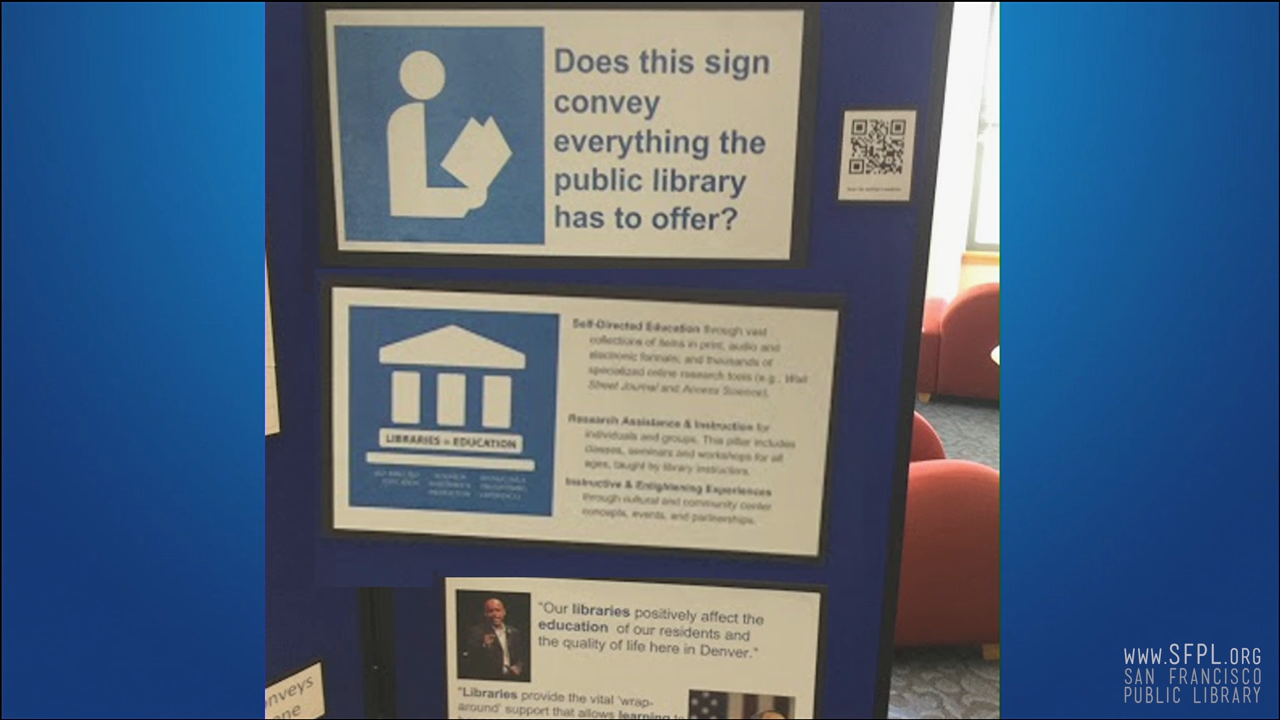 Does this sign
convey
everything the
public library
has to offer?
Self-Directed Education through vast
collections of items in print, audio and
electronic formats; and thousands of
specialized online research tools (e.g., Wall
Street Journal and Access Science).
Research Assistance & Instruction for
individuals and groups. This pillar includes
classes, seminars and workshops for all
ages, taught by library instructors.
Instructive & Enlightening Experiences
through cultural and community center
concepts, events, and partnerships.
LIBRARIES = EDUCATION
"Our libraries positively affect the
education of our residents and
the quality of life here in Denver."
"Libraries provide the vital 'wrap-
around' support that allows learning to
onveys
one
WWW.SFPL.ORG
SAN FRANCISCO
PUBLIC LIBRARY